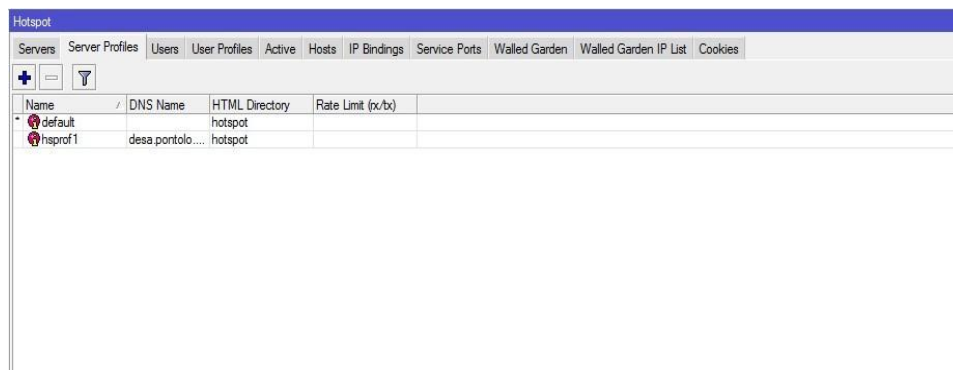 Hotspot
Servers Server Profiles Users User Profiles Active Hosts IP Bindings Service Ports Walled Garden Walled Garden IP List Cookies
Name / DNS Name HTML Directory Rate Limit (rx/tx)
* default hotspot
hsprof1 desa.pontolo.... hotspot